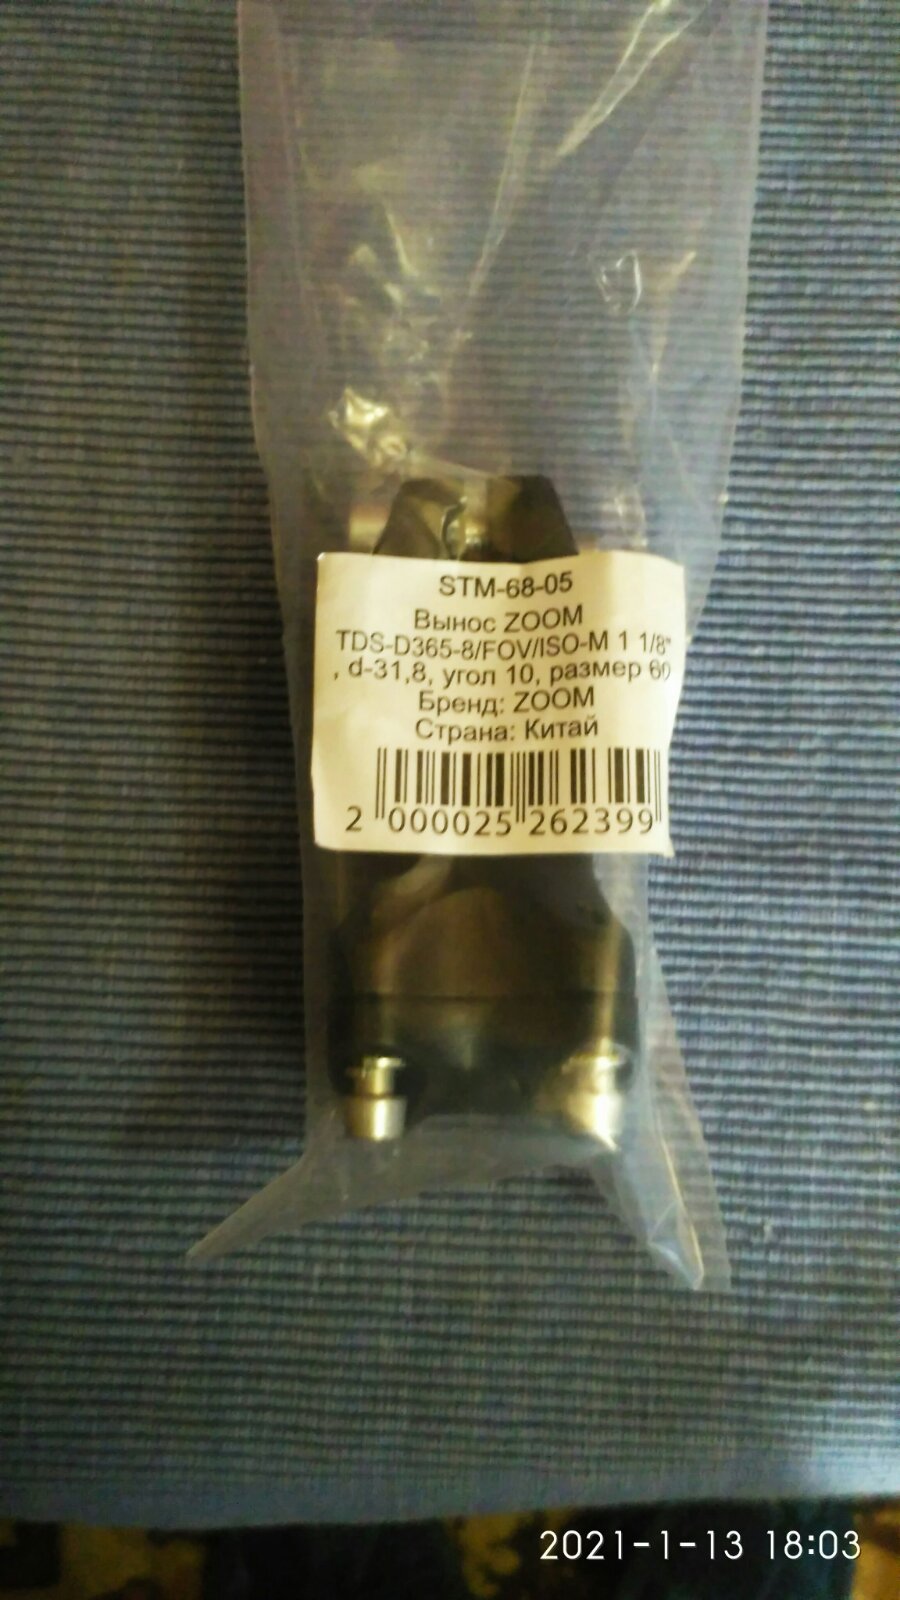 STM-68-05
Вынос ZOOM
TDS-D365-8/FOV/ISO-M 1 1/8"
, d-31,8, угол 10, размер 60
Бренд: ZOOM
Страна: Китай
2 000025 262399
2021-1-13 18:03